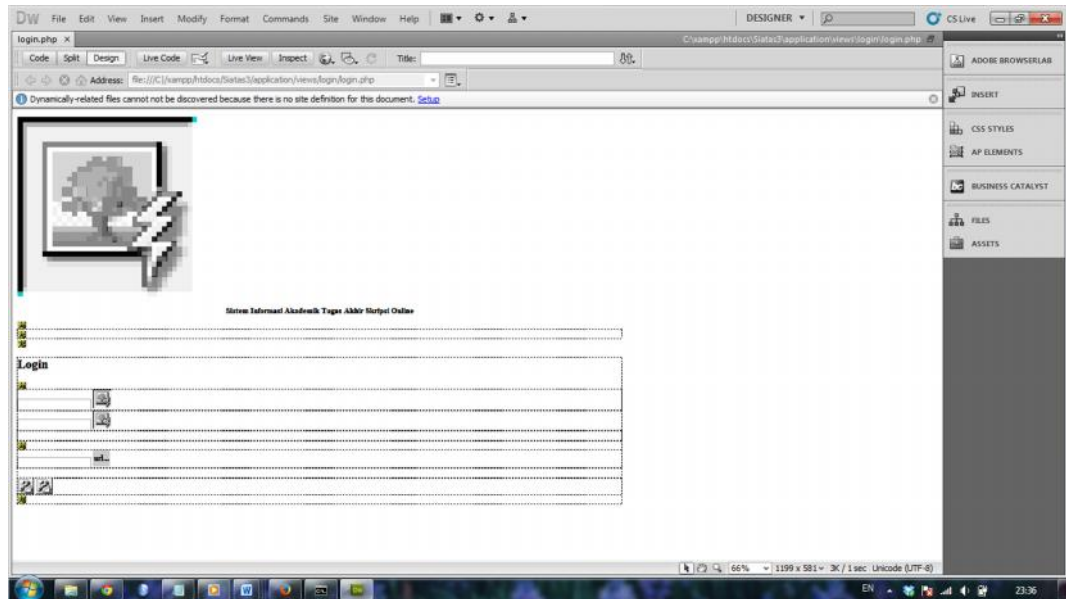 DW File Edit View Insert Modify Format Commands Site Window Help DESIGNER CS Live
login.php × C:\xampp\htdocs\Siatas3\application\views\login\login.php
Code Split Design Live Code Live View Inspect Title:
Address: file:///C|/xampp/htdocs/Siatas3/application/views/login/login.php
Dynamically-related files cannot not be discovered because there is no site definition for this document. Setup
ADOBE BROWSERLAB
INSERT
CSS STYLES
AP ELEMENTS
BUSINESS CATALYST
FILES
ASSETS
Sistem Informasi Akademik Tugas Akhir Skripsi Online
Login
url...
66% 1199 x 581 3K / 1 sec Unicode (UTF-8)
EN 23:36